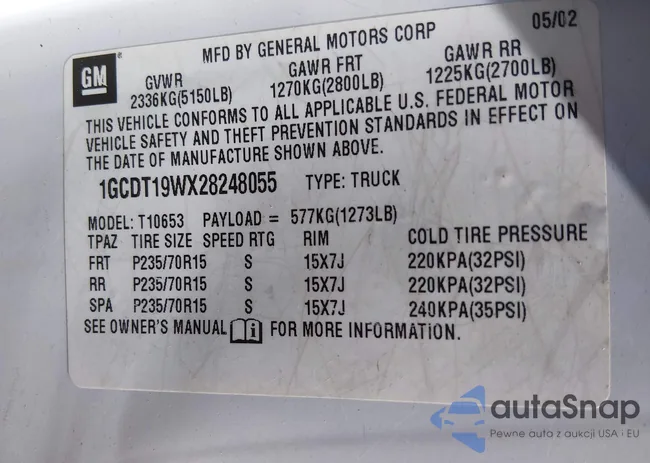 05/02
MFD BY GENERAL MOTORS CORP
GM
GVWR GAWR FRT GAWR RR
2336KG(5150LB) 1270KG(2800LB) 1225KG(2700LB)
THIS VEHICLE CONFORMS TO ALL APPLICABLE U.S. FEDERAL MOTOR
VEHICLE SAFETY AND THEFT PREVENTION STANDARDS IN EFFECT ON
THE DATE OF MANUFACTURE SHOWN ABOVE.
1GCDT19WX28248055 TYPE: TRUCK
MODEL: T10653 PAYLOAD = 577KG(1273LB)
TPAZ TIRE SIZE SPEED RTG RIM COLD TIRE PRESSURE
FRT P235/70R15 S 15X7J 220KPA(32PSI)
RR P235/70R15 S 15X7J 220KPA(32PSI)
SPA P235/70R15 S 15X7J 240KPA(35PSI)
SEE OWNER'S MANUAL FOR MORE INFORMATION.
autaSnap
Pewne auto z aukcji USA i EU